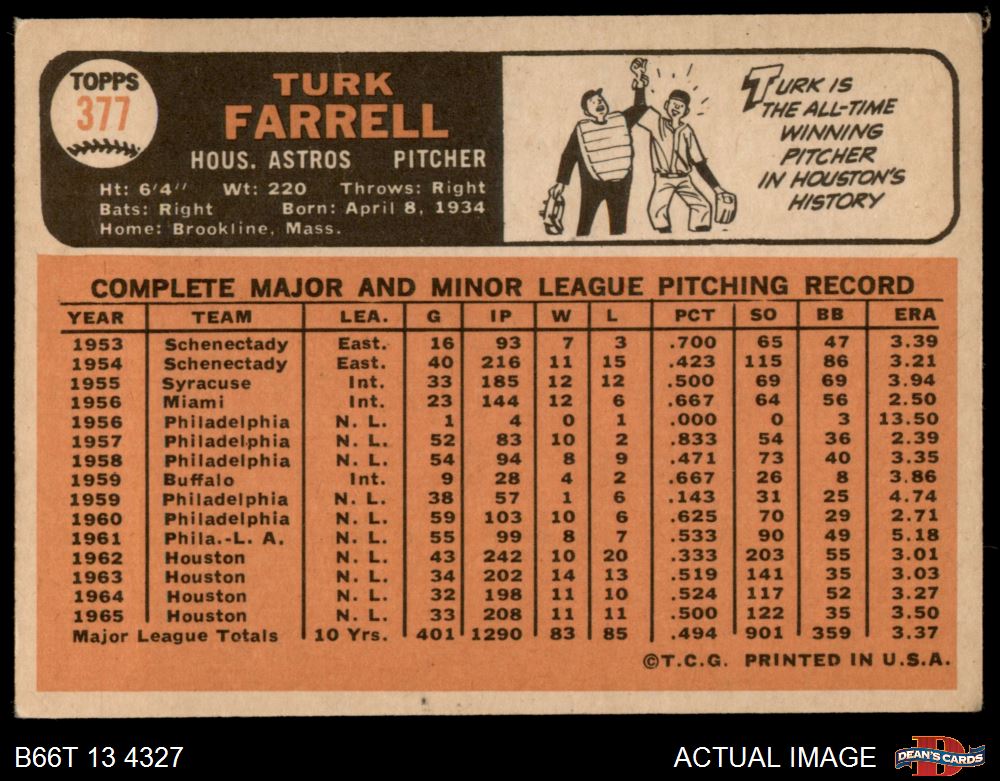 TOPPS
377
TURK
FARRELL
HOUS. ASTROS PITCHER
Ht: 6'4" Wt: 220 Throws: Right
Bats: Right Born: April 8, 1934
Home: Brookline, Mass.
TURK IS
THE ALL-TIME
WINNING
PITCHER
IN HOUSTON'S
HISTORY
COMPLETE MAJOR AND MINOR LEAGUE PITCHING RECORD
YEAR TEAM LEA. G IP W L PCT SO BB ERA
1953 Schenectady East. 16 93 7 3 .700 65 47 3.39
1954 Schenectady East. 40 216 11 15 .423 115 86 3.21
1955 Syracuse Int. 33 185 12 12 .500 69 69 3.94
1956 Miami Int. 23 144 12 6 .667 64 56 2.50
1956 Philadelphia N. L. 1 4 0 1 .000 0 3 13.50
1957 Philadelphia N. L. 52 83 10 2 .833 54 36 2.39
1958 Philadelphia N. L. 54 94 8 9 .471 73 40 3.35
1959 Buffalo Int. 9 28 4 2 .667 26 8 3.86
1959 Philadelphia N. L. 38 57 1 6 .143 31 25 4.74
1960 Philadelphia N. L. 59 103 10 6 .625 70 29 2.71
1961 Phila.-L. A. N. L. 55 99 8 7 .533 90 49 5.18
1962 Houston N. L. 43 242 10 20 .333 203 55 3.01
1963 Houston N. L. 34 202 14 13 .519 141 35 3.03
1964 Houston N. L. 32 198 11 10 .524 117 52 3.27
1965 Houston N. L. 33 208 11 11 .500 122 35 3.50
Major League Totals 10 Yrs. 401 1290 83 85 .494 901 359 3.37
©T.C.G. PRINTED IN U.S.A.
B66T 13 4327
ACTUAL IMAGE
D
DEAN'S CARDS